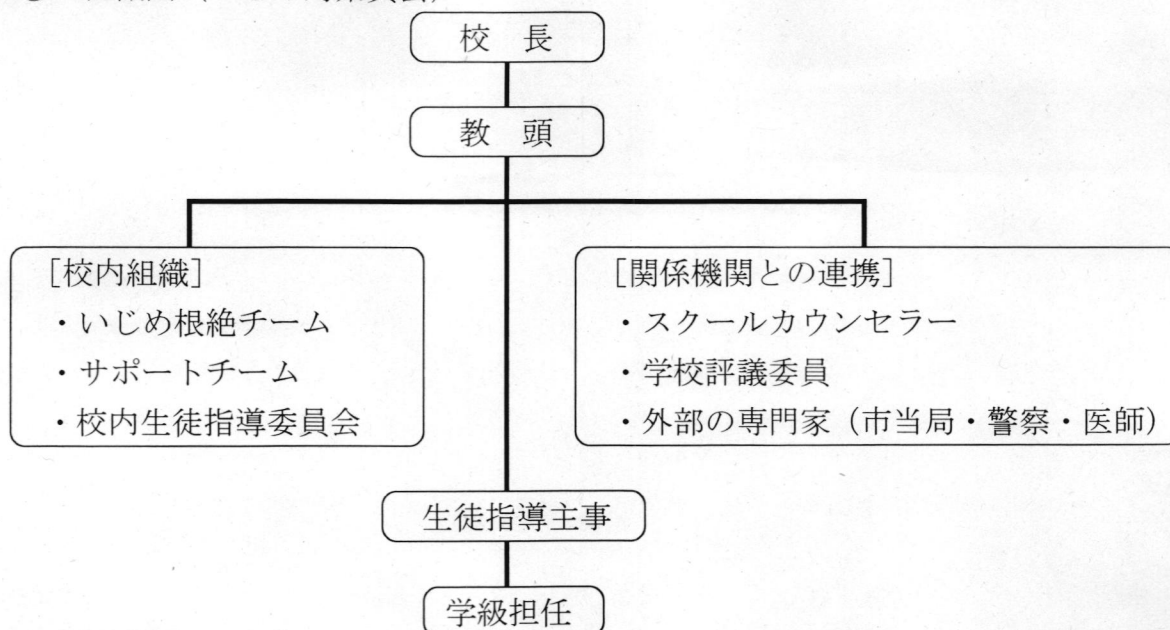 校　長
教　頭
［校内組織］
・いじめ根絶チーム
・サポートチーム
・校内生徒指導委員会
［関係機関との連携］
・スクールカウンセラー
・学校評議委員
・外部の専門家（市当局・警察・医師）
生徒指導主事
学級担任